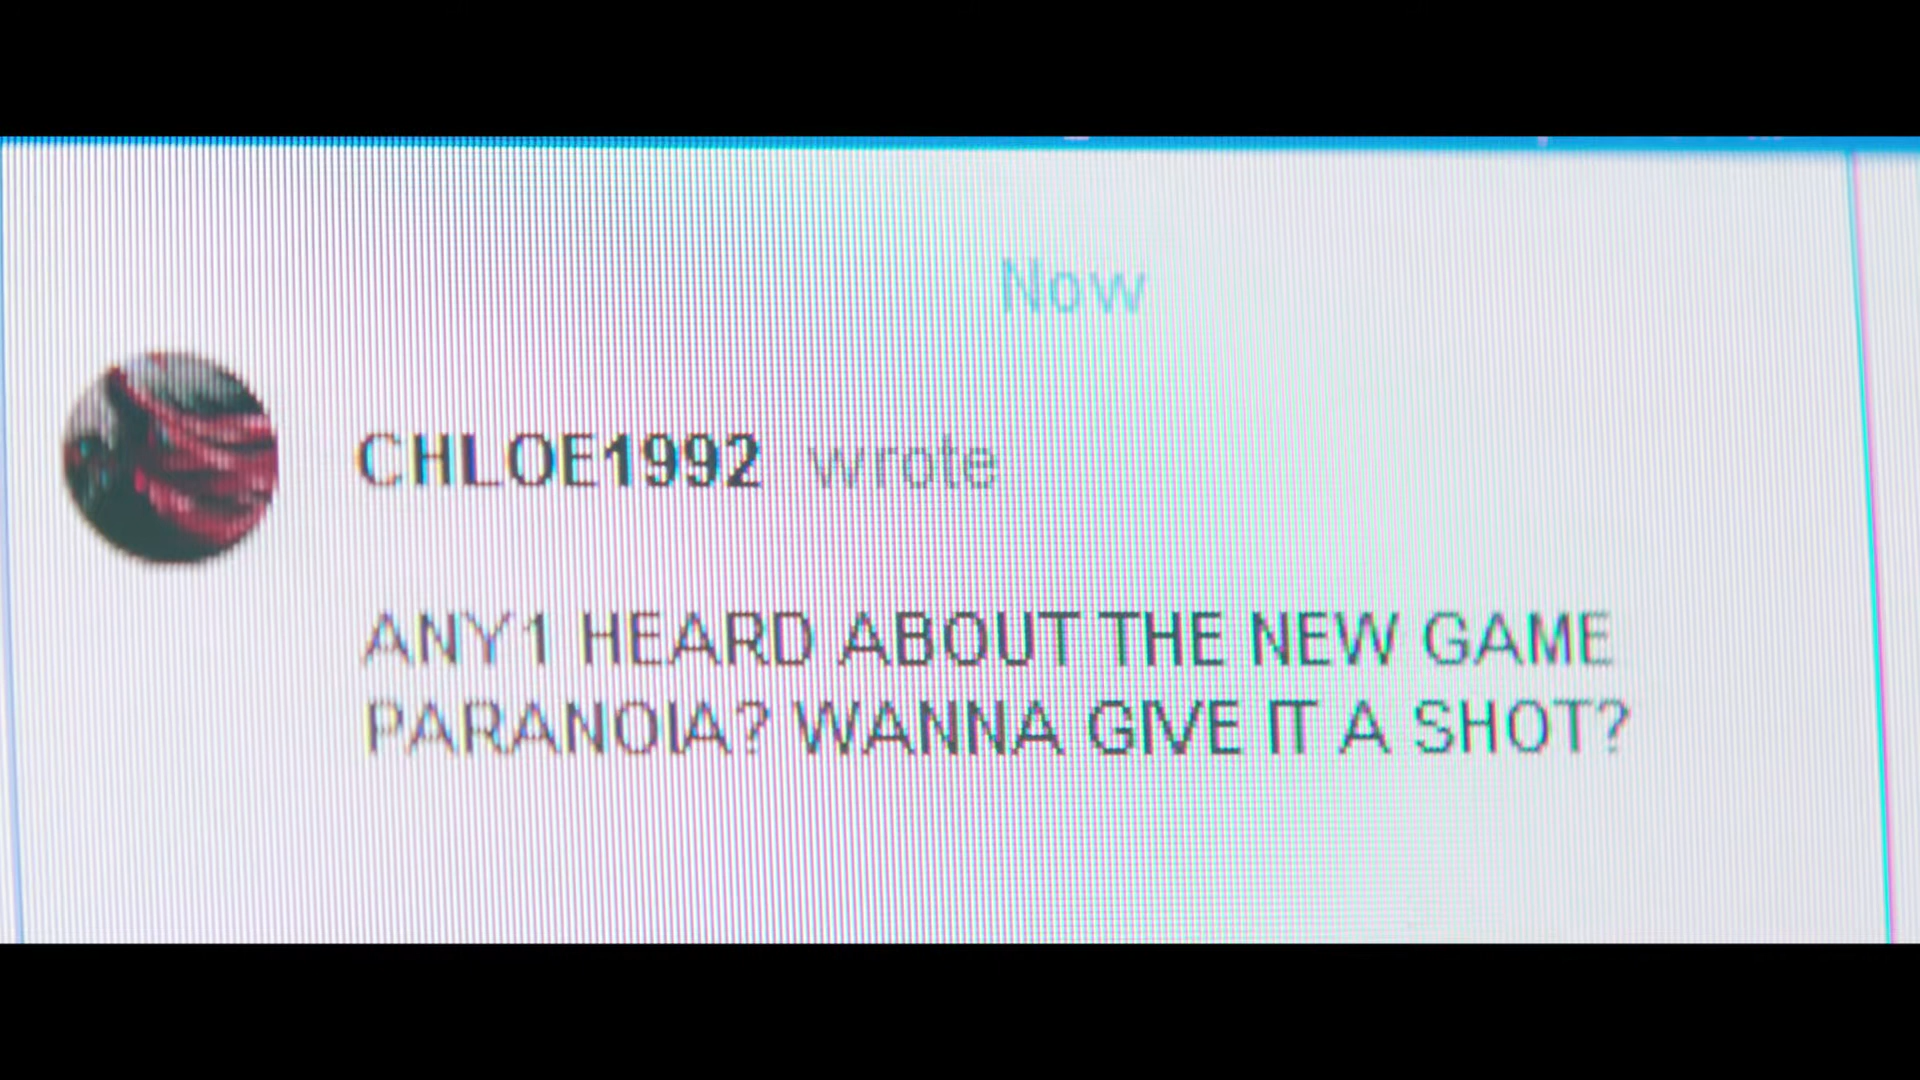 Now
CHLOE1992 wrote
ANY1 HEARD ABOUT THE NEW GAME
PARANOIA? WANNA GIVE IT A SHOT?